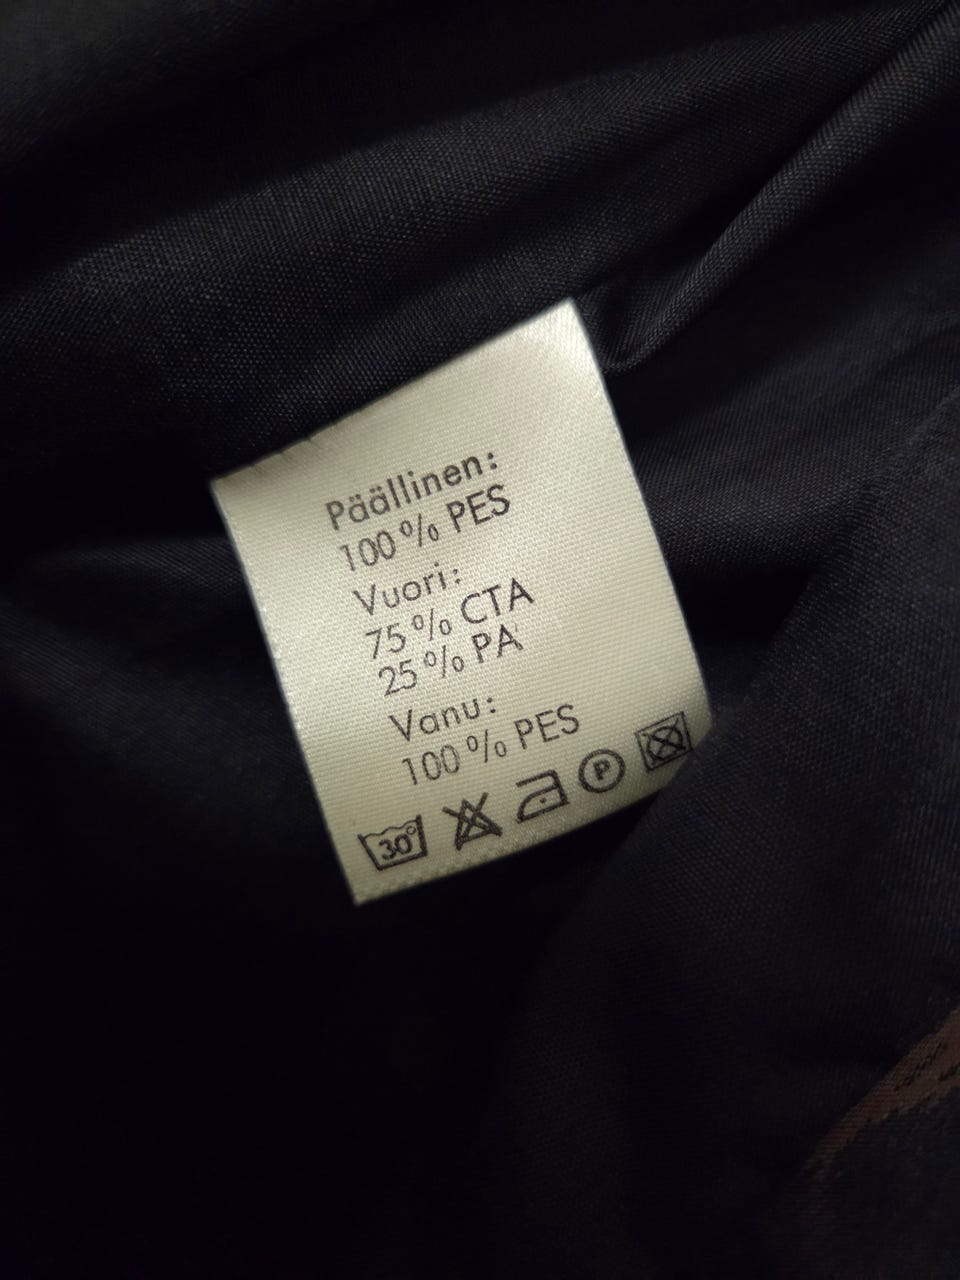 Päällinen:
100 % PES
Vuori:
75 % CTA
25 % PA
Vanu:
100 % PES
30° P